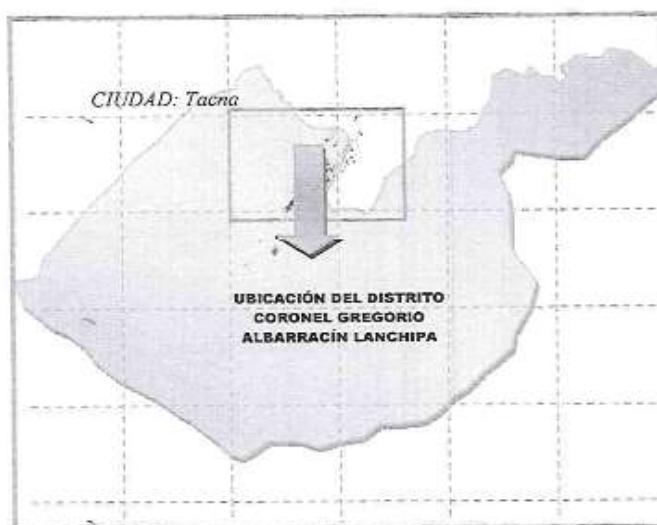 CIUDAD: Tacna
UBICACIÓN DEL DISTRITO
CORONEL GREGORIO
ALBARRACÍN LANCHIPA